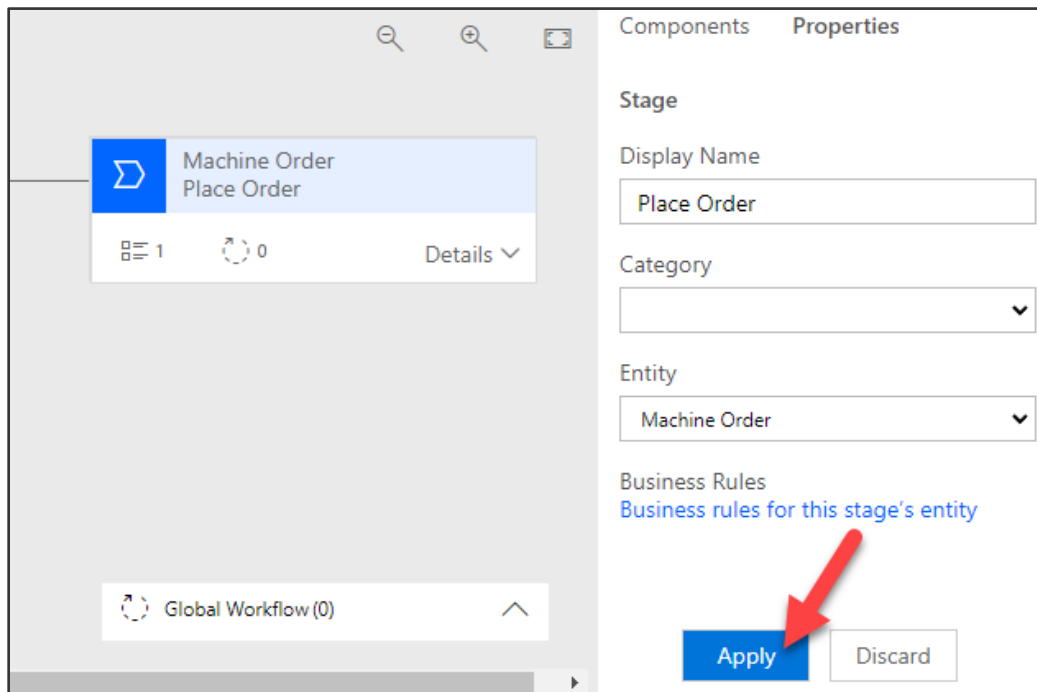 Components Properties
Stage
Display Name
Place Order
Category
Entity
Machine Order
Business Rules
Business rules for this stage's entity
Apply Discard
Machine Order
Place Order
1 0 Details
Global Workflow (0)